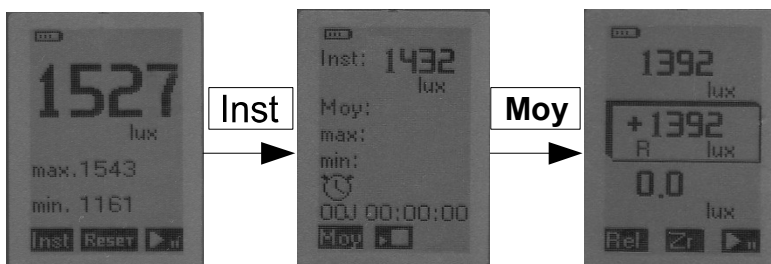 1527
lux
max.1543
min. 1161
Inst Reset
Inst
Inst: 1432
lux
Moy:
max:
min:
00J 00:00:00
Moy
Moy
1392
lux
+1392
R lux
0.0
lux
Rel Zr